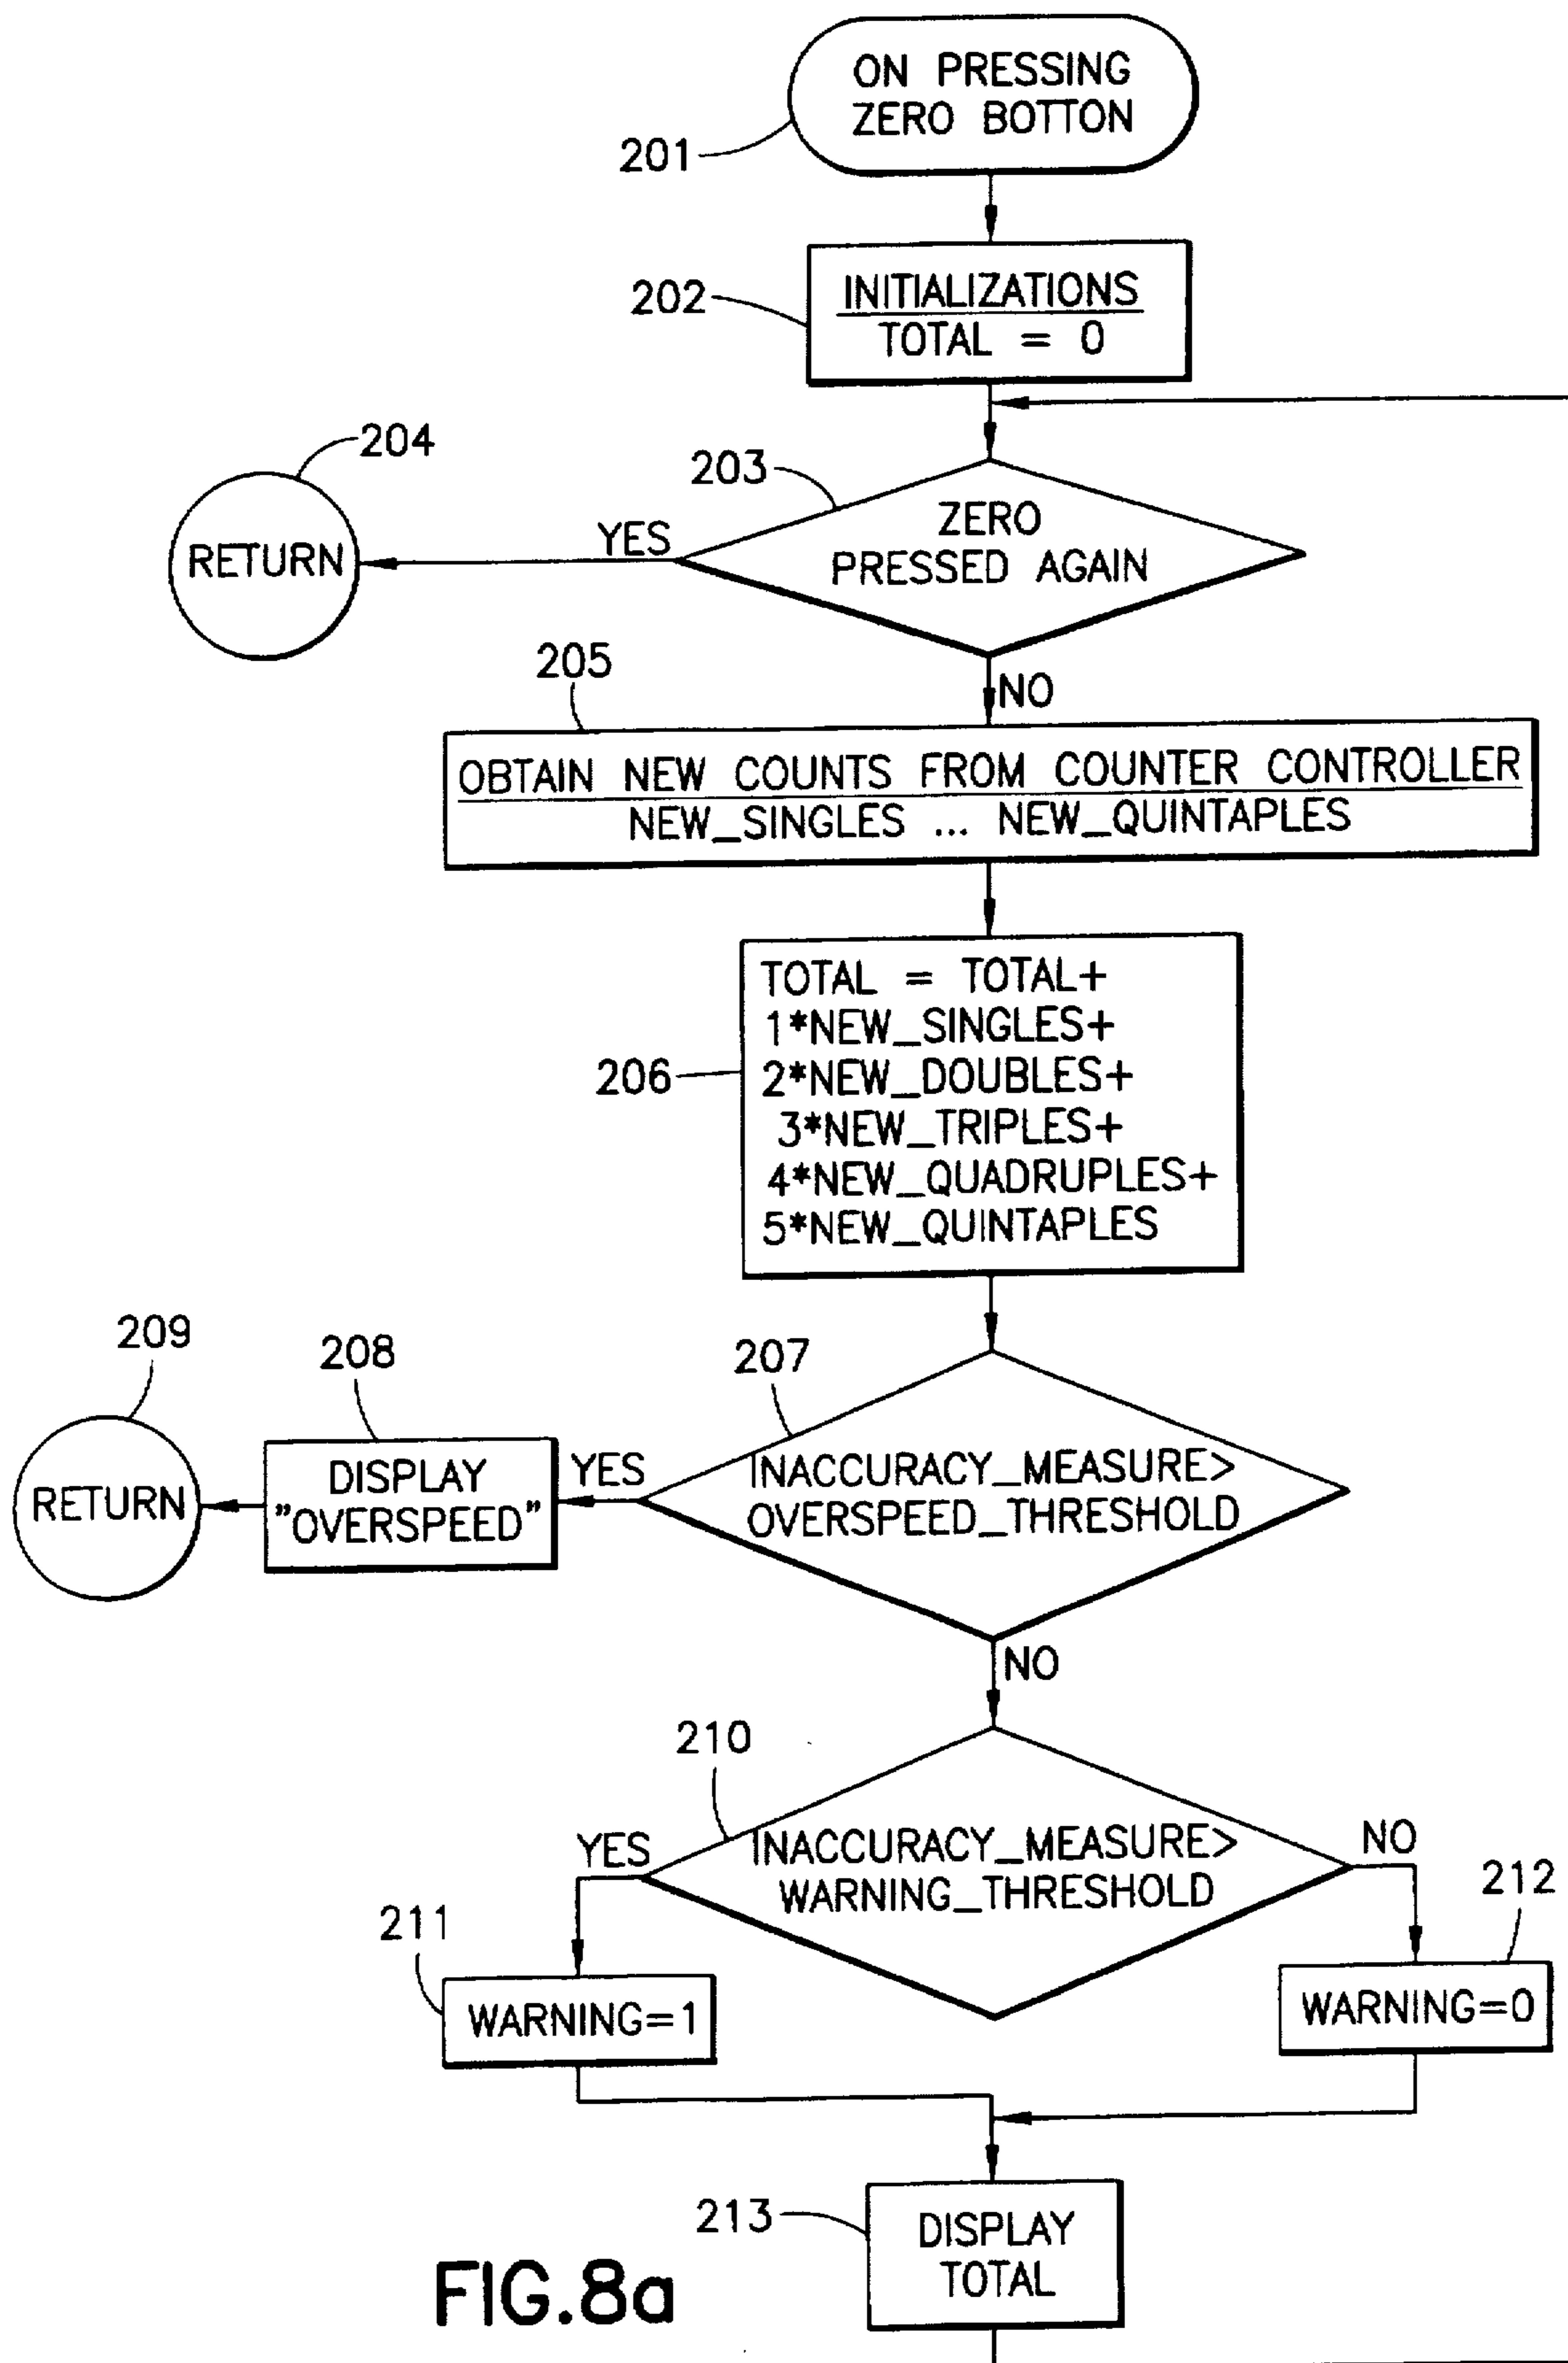 ON PRESSING
ZERO BOTTON
201
INITIALIZATIONS
TOTAL = 0
202
204
203
ZERO
PRESSED AGAIN
YES
RETURN
NO
205
OBTAIN NEW COUNTS FROM COUNTER CONTROLLER
NEW_SINGLES ... NEW_QUINTAPLES
206
TOTAL = TOTAL+
1*NEW_SINGLES+
2*NEW_DOUBLES+
3*NEW_TRIPLES+
4*NEW_QUADRUPLES+
5*NEW_QUINTAPLES
209
208
207
INACCURACY_MEASURE>
OVERSPEED_THRESHOLD
YES
DISPLAY
"OVERSPEED"
RETURN
NO
210
INACCURACY_MEASURE>
WARNING_THRESHOLD
YES
NO
211
212
WARNING=1
WARNING=0
213
DISPLAY
TOTAL
FIG.8a